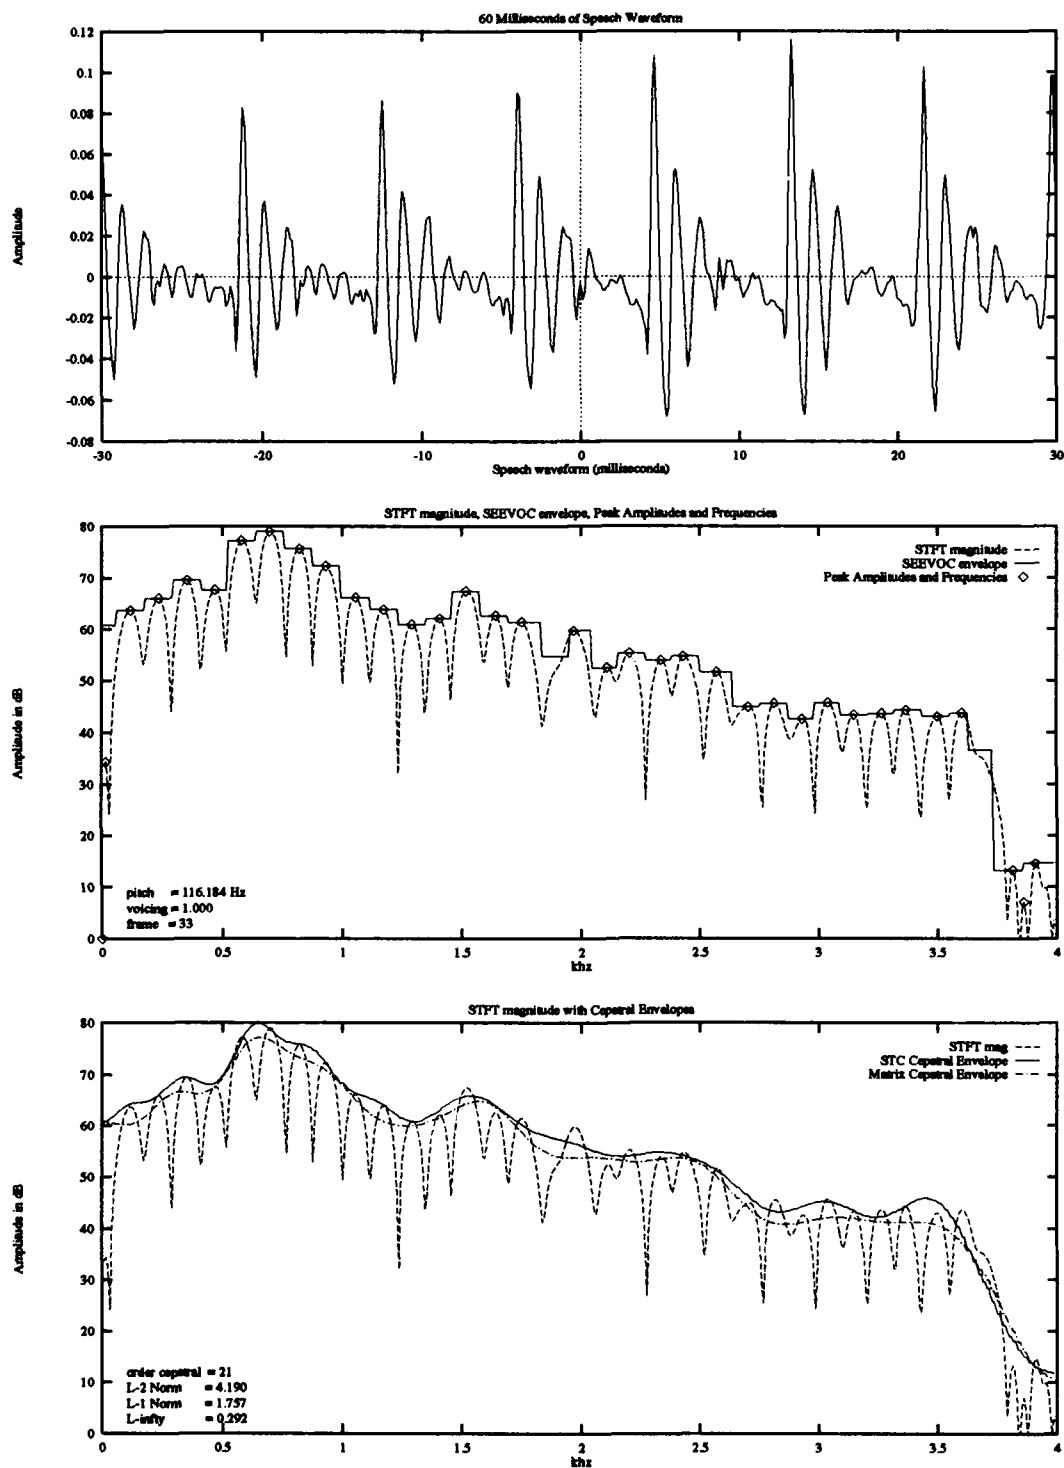 60 Milliseconds of Speech Waveform
0.12
0.1
0.08
0.06
0.04
0.02
0
-0.02
-0.04
-0.06
-0.08
Amplitude
-30
-20
-10
0
10
20
30
Speech waveform (milliseconds)
STFT magnitude, SEEVOC envelope, Peak Amplitudes and Frequencies
80
70
60
50
40
30
20
10
0
Amplitude in dB
STFT magnitude
SEEVOC envelope
Peak Amplitudes and Frequencies
pitch = 116.184 Hz
voicing = 1.000
frame = 33
0
0.5
1
1.5
2
2.5
3
3.5
4
khz
STFT magnitude with Cepstral Envelopes
80
70
60
50
40
30
20
10
0
Amplitude in dB
STFT mag
STC Cepstral Envelope
Matrix Cepstral Envelope
order cepstral = 21
L-2 Norm = 4.190
L-1 Norm = 1.757
L-infty = 0.292
0
0.5
1
1.5
2
2.5
3
3.5
4
khz